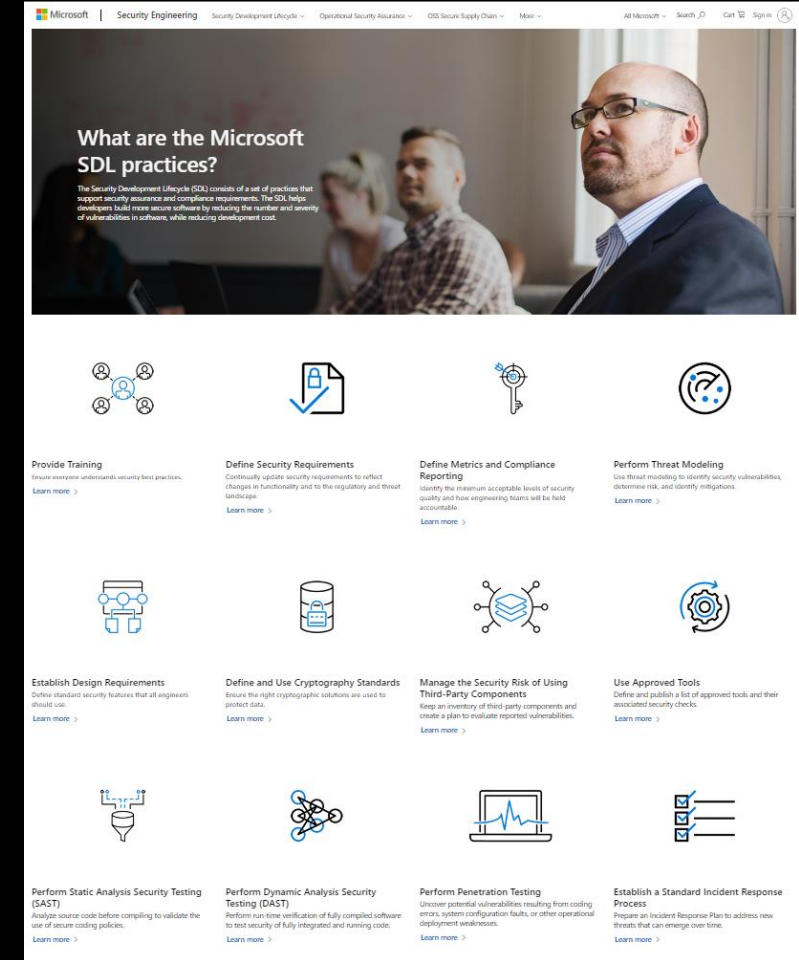 Microsoft | Security Engineering Security Development Lifecycle Operational Security Assurance OSS Secure Supply Chain More All Microsoft Search Cart Sign in
What are the Microsoft
SDL practices?
The Security Development Lifecycle (SDL) consists of a set of practices that
support security assurance and compliance requirements. The SDL helps
developers build more secure software by reducing the number and severity
of vulnerabilities in software, while reducing development cost.
Provide Training
Ensure everyone understands security best practices.
Learn more
Define Security Requirements
Continually update security requirements to reflect
changes in functionality and to the regulatory and threat
landscape.
Learn more
Define Metrics and Compliance
Reporting
Identify the minimum acceptable levels of security
quality and how engineering teams will be held
accountable.
Learn more
Perform Threat Modeling
Use threat modeling to identify security vulnerabilities,
determine risk, and identify mitigations.
Learn more
Establish Design Requirements
Define standard security features that all engineers
should use.
Learn more
Define and Use Cryptography Standards
Ensure the right cryptographic solutions are used to
protect data.
Learn more
Manage the Security Risk of Using
Third-Party Components
Keep an inventory of third-party components and
create a plan to evaluate reported vulnerabilities.
Learn more
Use Approved Tools
Define and publish a list of approved tools and their
associated security checks.
Learn more
Perform Static Analysis Security Testing
(SAST)
Analyze source code before compiling to validate the
use of secure coding policies.
Learn more
Perform Dynamic Analysis Security
Testing (DAST)
Perform run-time verification of fully compiled software
to test security of fully integrated and running code.
Learn more
Perform Penetration Testing
Uncover potential vulnerabilities resulting from coding
errors, system configuration faults, or other operational
deployment weaknesses.
Learn more
Establish a Standard Incident Response
Process
Prepare an Incident Response Plan to address new
threats that can emerge over time.
Learn more